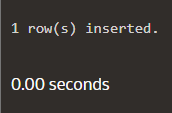 1 row(s) inserted.
0.00 seconds